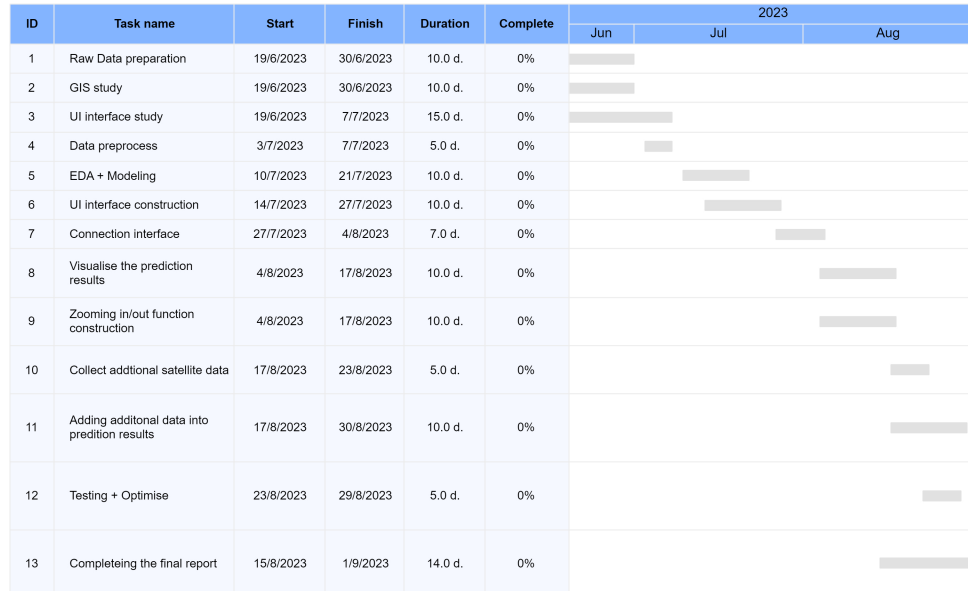 ID Task name Start Finish Duration Complete 2023
Jun Jul Aug
1 Raw Data preparation 19/6/2023 30/6/2023 10.0 d. 0%
2 GIS study 19/6/2023 30/6/2023 10.0 d. 0%
3 UI interface study 19/6/2023 7/7/2023 15.0 d. 0%
4 Data preprocess 3/7/2023 7/7/2023 5.0 d. 0%
5 EDA + Modeling 10/7/2023 21/7/2023 10.0 d. 0%
6 UI interface construction 14/7/2023 27/7/2023 10.0 d. 0%
7 Connection interface 27/7/2023 4/8/2023 7.0 d. 0%
8 Visualise the prediction
results 4/8/2023 17/8/2023 10.0 d. 0%
9 Zooming in/out function
construction 4/8/2023 17/8/2023 10.0 d. 0%
10 Collect addtional satellite data 17/8/2023 23/8/2023 5.0 d. 0%
11 Adding additonal data into
predition results 17/8/2023 30/8/2023 10.0 d. 0%
12 Testing + Optimise 23/8/2023 29/8/2023 5.0 d. 0%
13 Completeing the final report 15/8/2023 1/9/2023 14.0 d. 0%